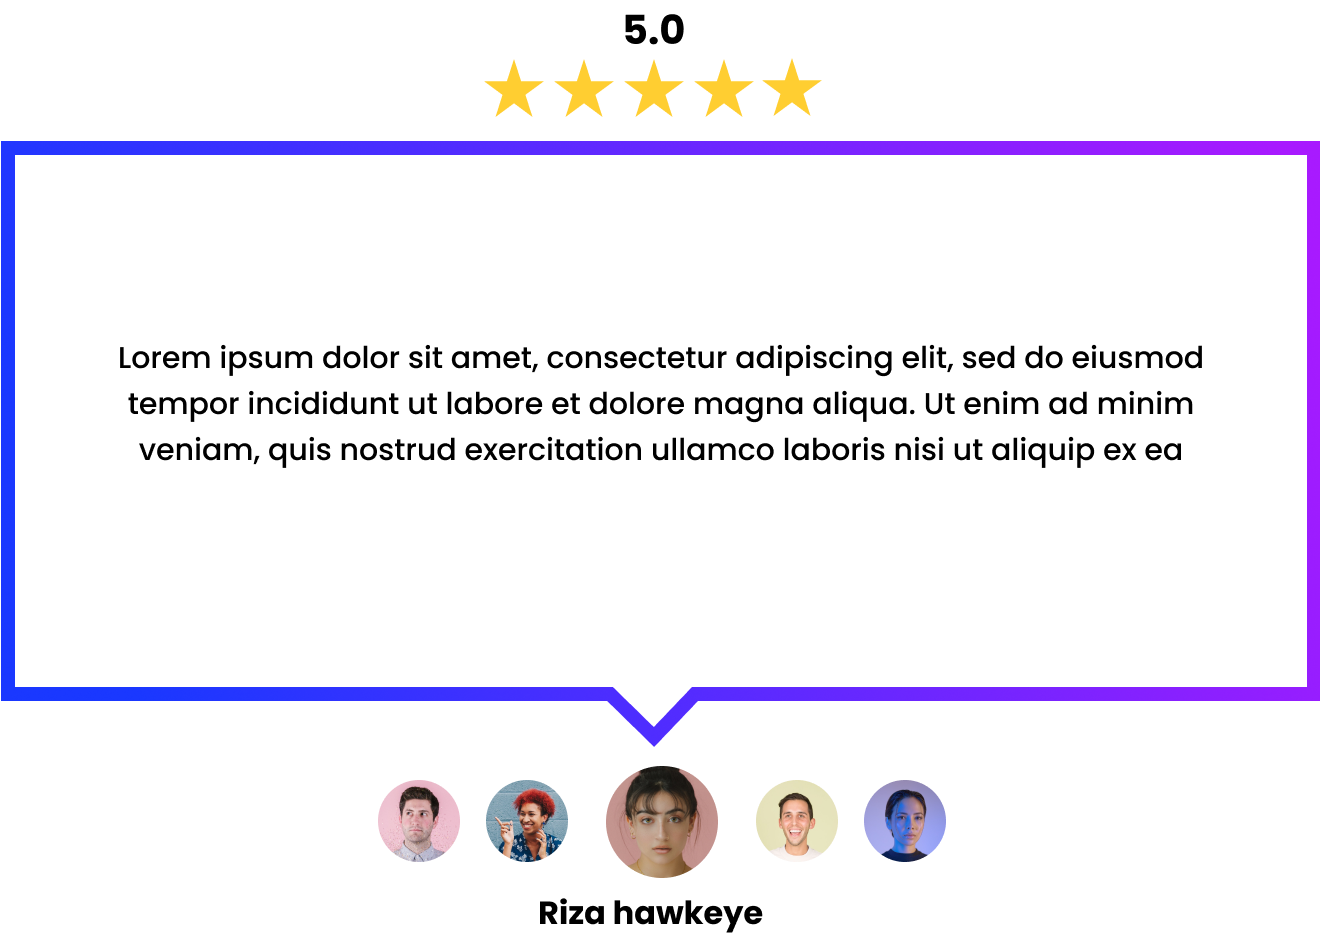 5.0
Lorem ipsum dolor sit amet, consectetur adipiscing elit, sed do eiusmod
tempor incididunt ut labore et dolore magna aliqua. Ut enim ad minim
veniam, quis nostrud exercitation ullamco laboris nisi ut aliquip ex ea
Riza hawkeye